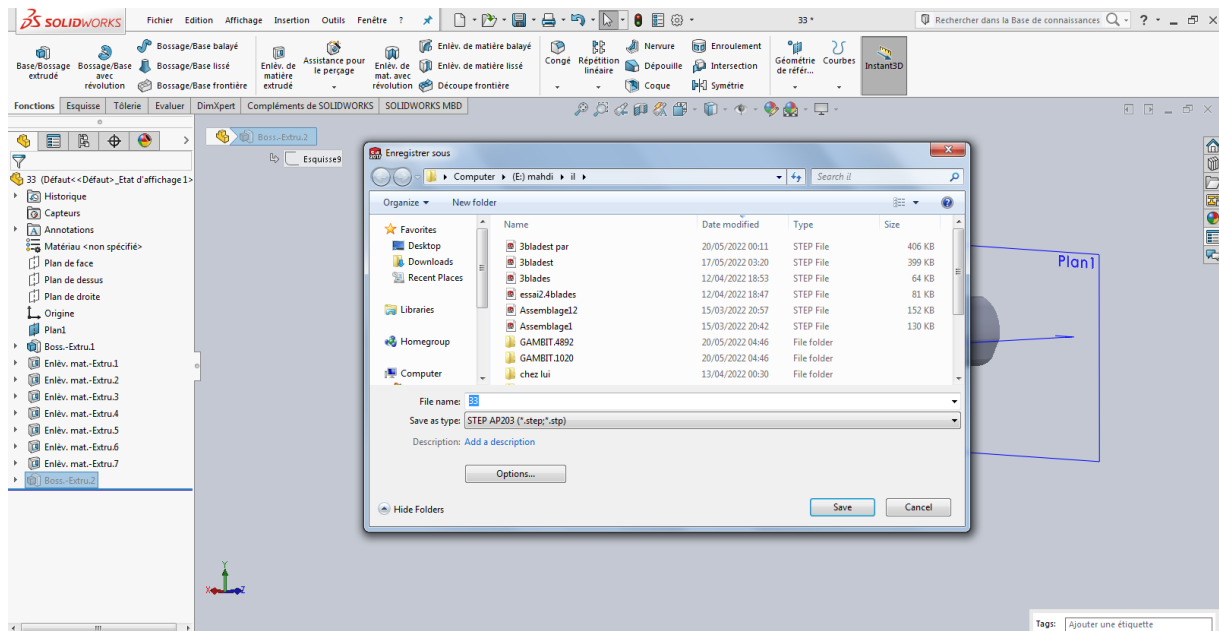 SOLIDWORKS Fichier Edition Affichage Insertion Outils Fenêtre ? 33 * Rechercher dans la Base de connaissances
Base/Bossage extrudé
Bossage/Base avec révolution
Bossage/Base balayé
Bossage/Base lissé
Bossage/Base frontière
Enlèv. de matière extrudé
Assistance pour le perçage
Enlèv. de mat. avec révolution
Enlèv. de matière balayé
Enlèv. de matière lissé
Découpe frontière
Congé
Répétition linéaire
Nervure
Dépouille
Coque
Enroulement
Intersection
Symétrie
Géométrie de référ...
Courbes
Instant3D
Fonctions Esquisse Tôlerie Evaluer DimXpert Compléments de SOLIDWORKS SOLIDWORKS MBD
Boss.-Extru.2
Esquisse9
33 (Défaut<<Défaut>_Etat d'affichage 1>
Historique
Capteurs
Annotations
Matériau <non spécifié>
Plan de face
Plan de dessus
Plan de droite
Origine
Plan1
Boss.-Extru.1
Enlèv. mat.-Extru.1
Enlèv. mat.-Extru.2
Enlèv. mat.-Extru.3
Enlèv. mat.-Extru.4
Enlèv. mat.-Extru.5
Enlèv. mat.-Extru.6
Enlèv. mat.-Extru.7
Boss.-Extru.2
Enregistrer sous
Computer (E:) mahdi il Search il
Organize New folder
Favorites
Desktop
Downloads
Recent Places
Libraries
Homegroup
Computer
Name Date modified Type Size
3bladest par 20/05/2022 00:11 STEP File 406 KB
3bladest 17/05/2022 03:20 STEP File 399 KB
3blades 12/04/2022 18:53 STEP File 64 KB
essai2.4blades 12/04/2022 18:47 STEP File 81 KB
Assemblage12 15/03/2022 20:57 STEP File 152 KB
Assemblage1 15/03/2022 20:42 STEP File 130 KB
GAMBIT.4892 20/05/2022 04:46 File folder
GAMBIT.1020 20/05/2022 04:46 File folder
chez lui 13/04/2022 00:30 File folder
File name: 33
Save as type: STEP AP203 (*.step;*.stp)
Description: Add a description
Options...
Hide Folders Save Cancel
Plan1
Y
X Z
Tags: Ajouter une étiquette